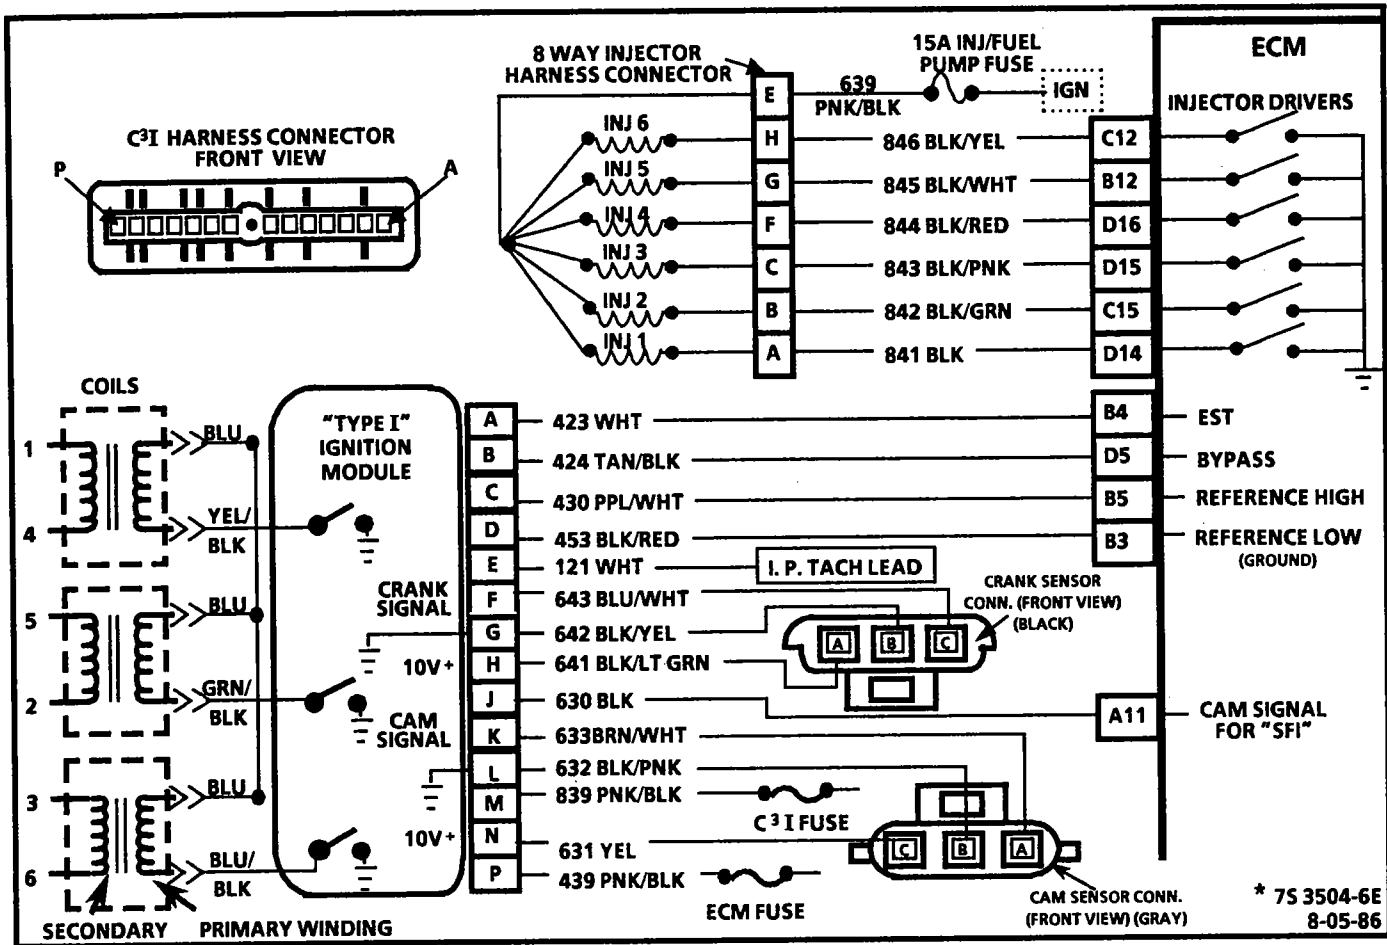 8 WAY INJECTOR
HARNESS CONNECTOR
15A INJ/FUEL
PUMP FUSE
ECM
E
639
PNK/BLK
IGN
INJECTOR DRIVERS
C³I HARNESS CONNECTOR
FRONT VIEW
P
A
INJ 6
H
846 BLK/YEL
C12
INJ 5
G
845 BLK/WHT
B12
INJ 4
F
844 BLK/RED
D16
INJ 3
C
843 BLK/PNK
D15
INJ 2
B
842 BLK/GRN
C15
INJ 1
A
841 BLK
D14
COILS
1
BLU
4
YEL/
BLK
5
BLU
2
GRN/
BLK
3
BLU
6
BLU/
BLK
SECONDARY
PRIMARY WINDING
"TYPE I"
IGNITION
MODULE
CRANK
SIGNAL
10V+
CAM
SIGNAL
10V+
A
423 WHT
B4
EST
B
424 TAN/BLK
D5
BYPASS
C
430 PPL/WHT
B5
REFERENCE HIGH
D
453 BLK/RED
B3
REFERENCE LOW
(GROUND)
E
121 WHT
I. P. TACH LEAD
F
643 BLU/WHT
CRANK SENSOR
CONN. (FRONT VIEW)
(BLACK)
G
642 BLK/YEL
A
B
C
H
641 BLK/LT GRN
J
630 BLK
A11
CAM SIGNAL
FOR "SFI"
K
633BRN/WHT
L
632 BLK/PNK
M
839 PNK/BLK
C³I FUSE
N
631 YEL
C
B
A
P
439 PNK/BLK
ECM FUSE
CAM SENSOR CONN.
(FRONT VIEW) (GRAY)
* 7S 3504-6E
8-05-86